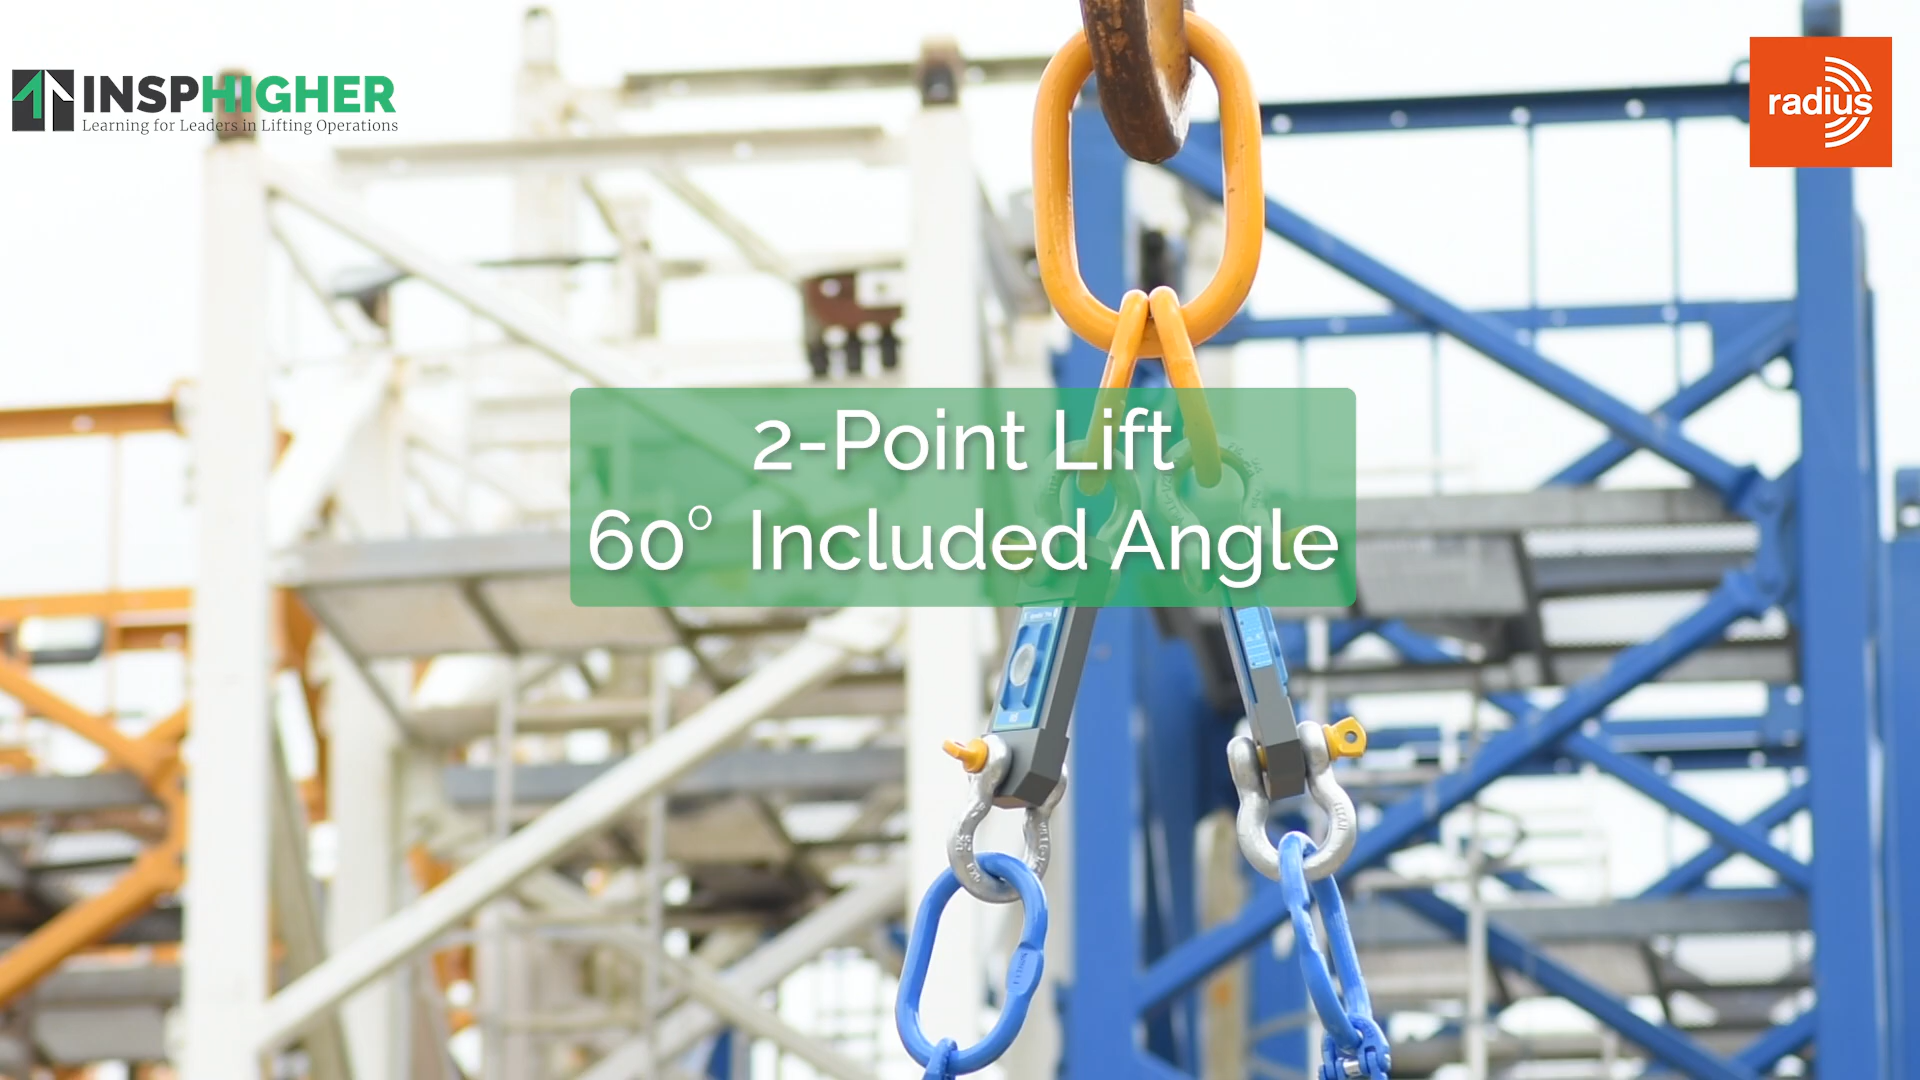 INSPHIGHER
Learning for Leaders in Lifting Operations
radius
2-Point Lift
60° Included Angle